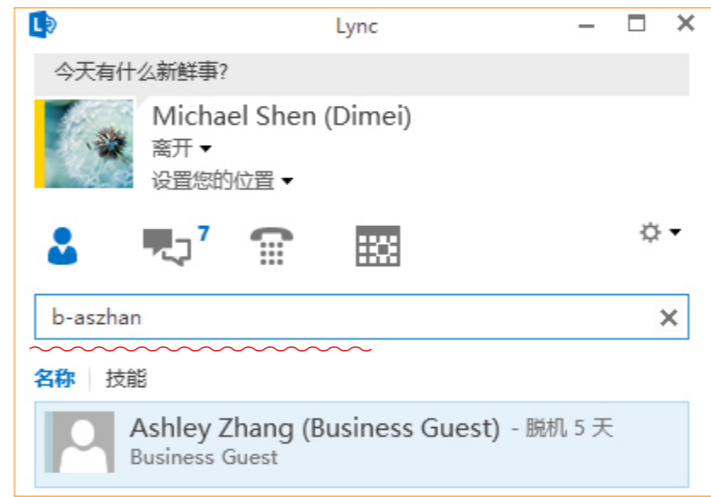 Lync
今天有什么新鲜事?
Michael Shen (Dimei)
离开
设置您的位置
7
b-aszhan
名称 技能
Ashley Zhang (Business Guest) - 脱机 5 天
Business Guest